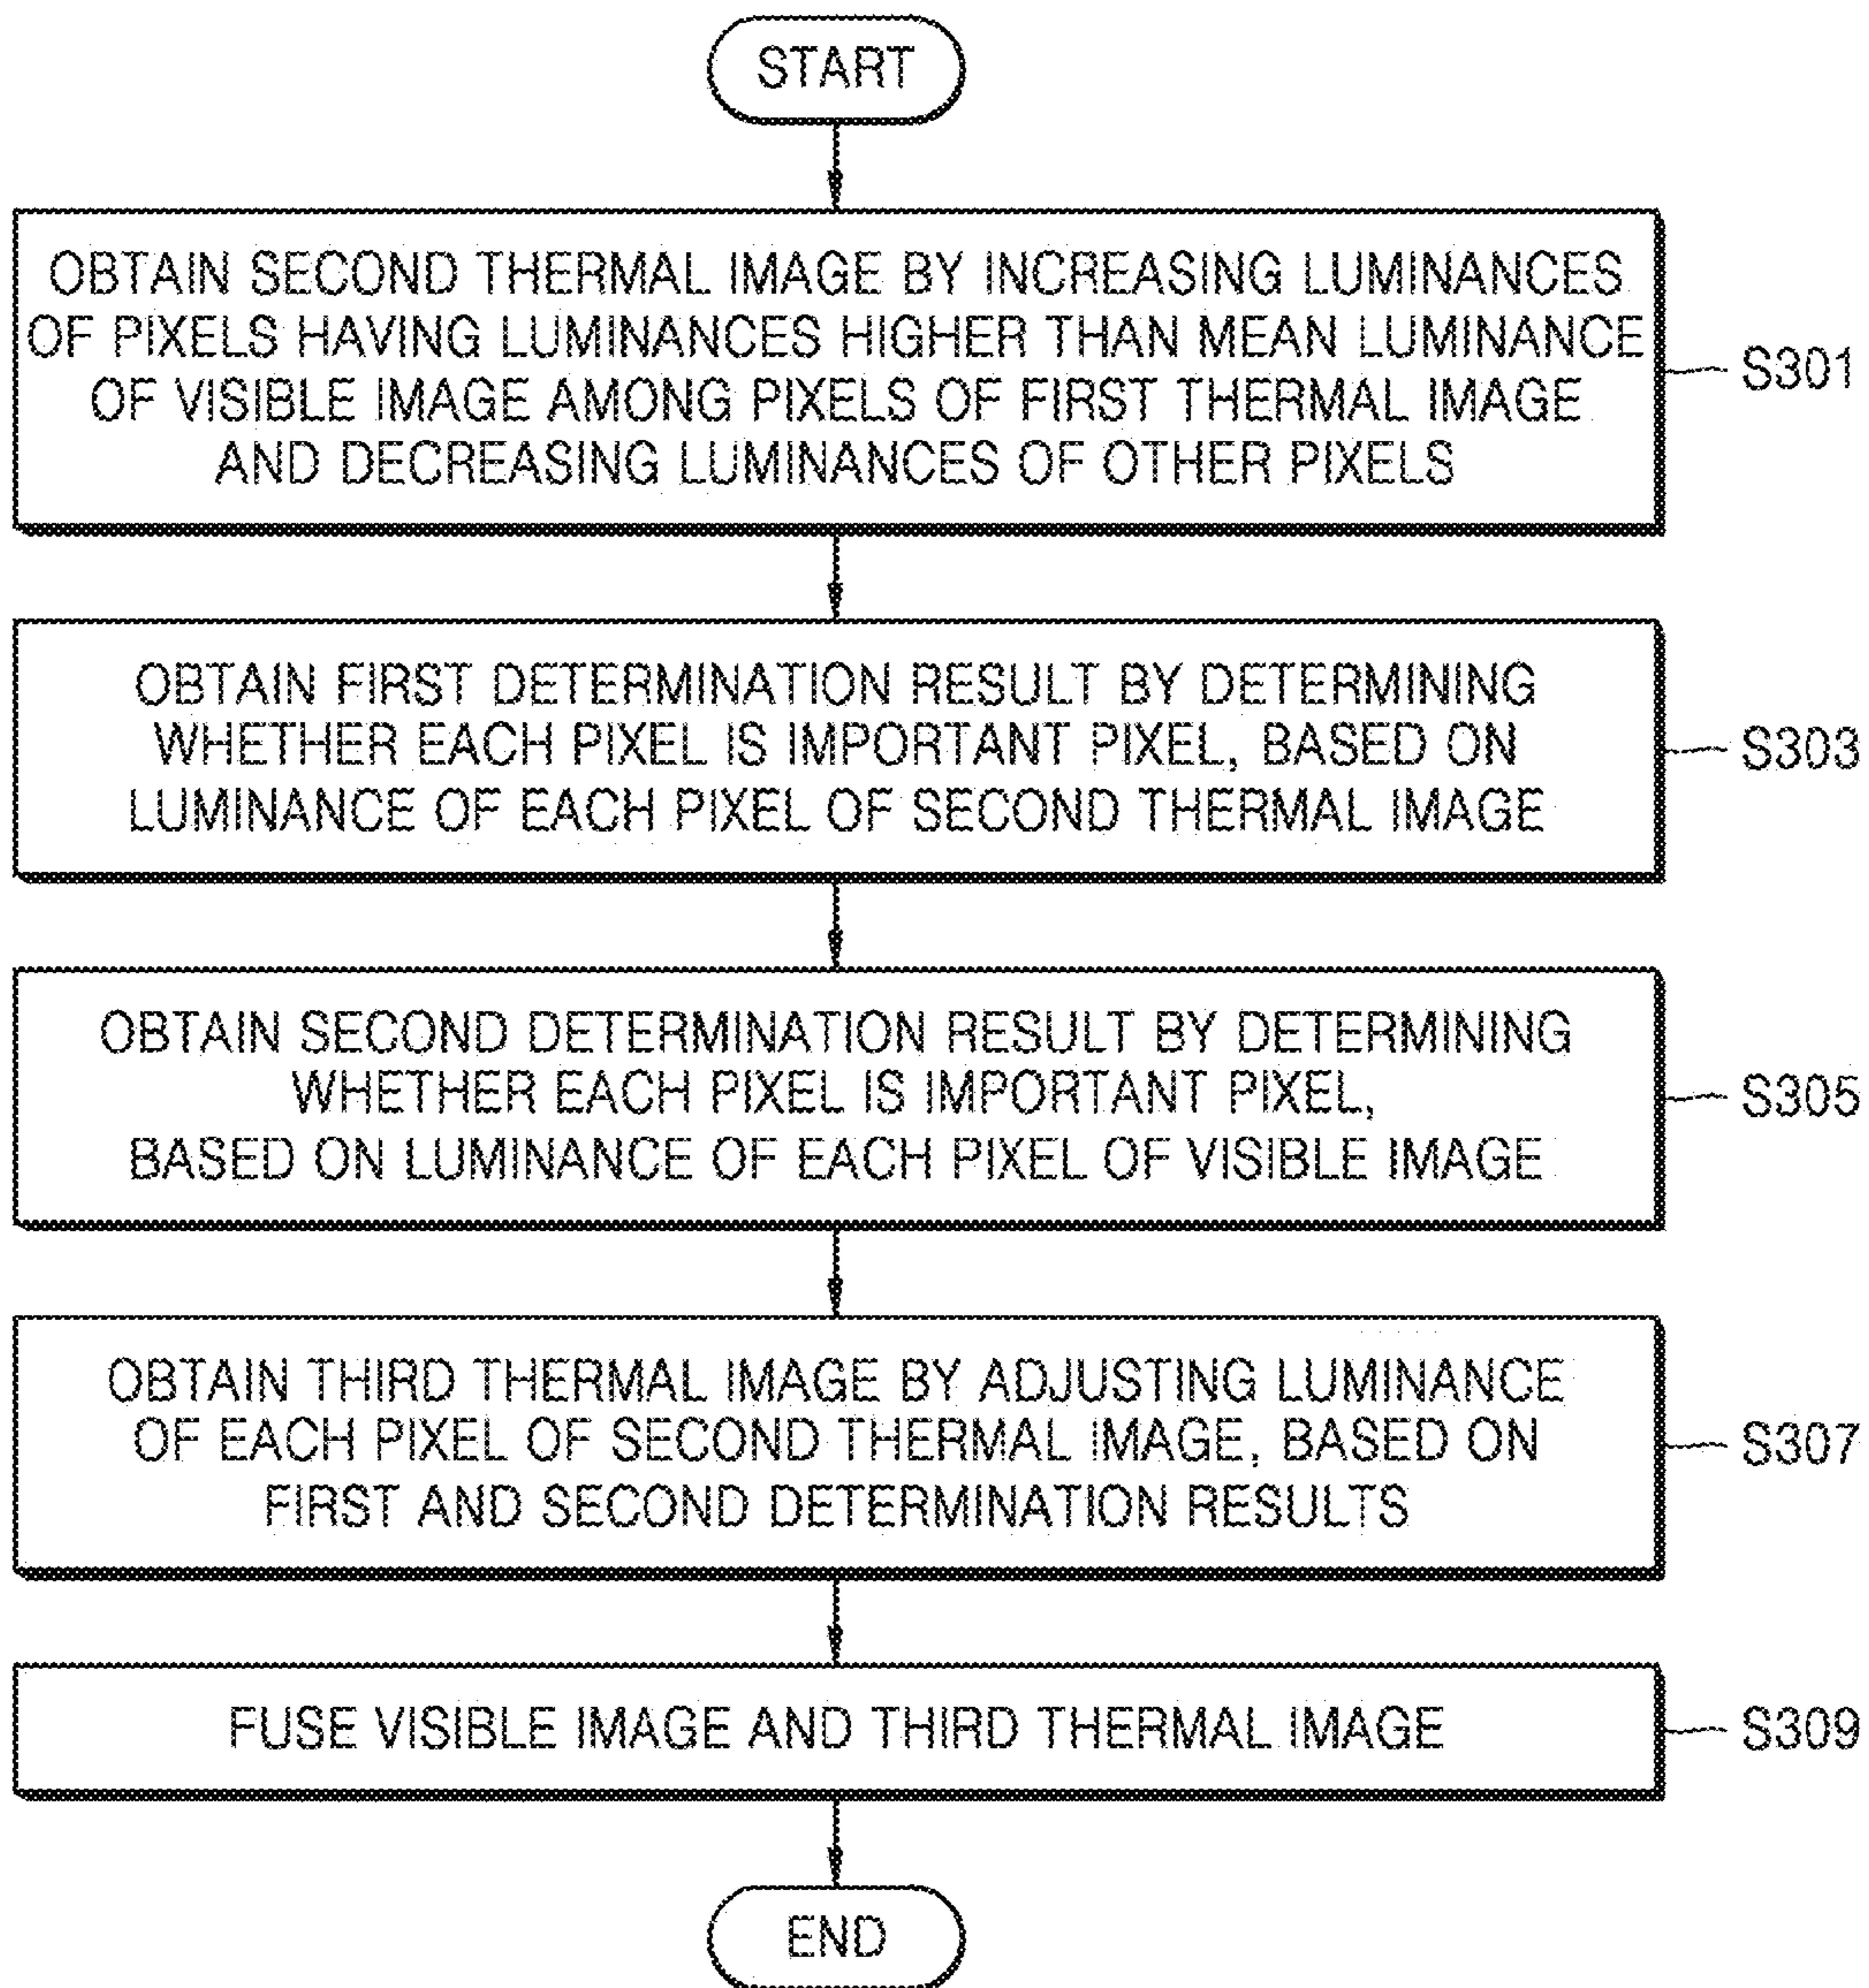 START
OBTAIN SECOND THERMAL IMAGE BY INCREASING LUMINANCES
OF PIXELS HAVING LUMINANCES HIGHER THAN MEAN LUMINANCE
OF VISIBLE IMAGE AMONG PIXELS OF FIRST THERMAL IMAGE
AND DECREASING LUMINANCES OF OTHER PIXELS
S301
OBTAIN FIRST DETERMINATION RESULT BY DETERMINING
WHETHER EACH PIXEL IS IMPORTANT PIXEL, BASED ON
LUMINANCE OF EACH PIXEL OF SECOND THERMAL IMAGE
S303
OBTAIN SECOND DETERMINATION RESULT BY DETERMINING
WHETHER EACH PIXEL IS IMPORTANT PIXEL,
BASED ON LUMINANCE OF EACH PIXEL OF VISIBLE IMAGE
S305
OBTAIN THIRD THERMAL IMAGE BY ADJUSTING LUMINANCE
OF EACH PIXEL OF SECOND THERMAL IMAGE, BASED ON
FIRST AND SECOND DETERMINATION RESULTS
S307
FUSE VISIBLE IMAGE AND THIRD THERMAL IMAGE
S309
END